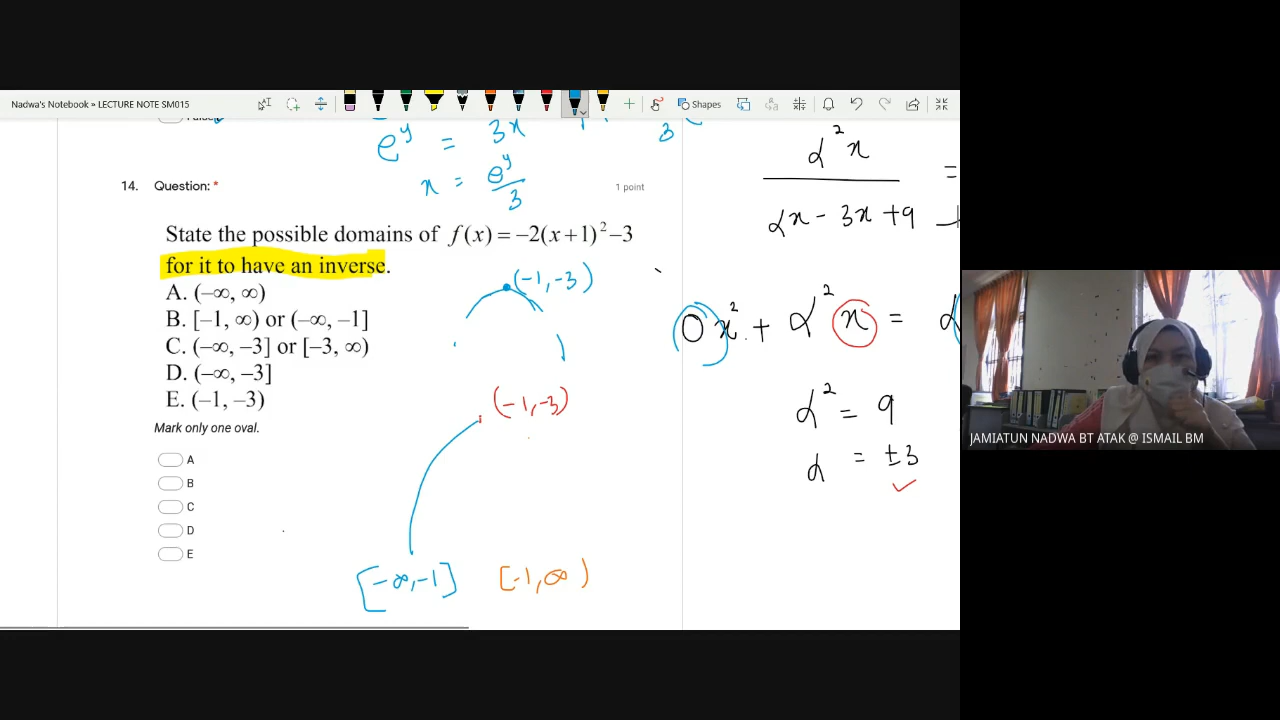 Nadwa's Notebook » LECTURE NOTE SM015
Shapes
e^y = 3x
x = e^y/3
14. Question: *
1 point
State the possible domains of f(x) = −2(x+1)² −3
for it to have an inverse.
A. (−∞, ∞)
B. [−1, ∞) or (−∞, −1]
C. (−∞, −3] or [−3, ∞)
D. (−∞, −3]
E. (−1, −3)
Mark only one oval.
A
B
C
D
E
(-1, -3)
(-1, -3)
[-∞, -1]
[-1, ∞)
α²x
=
αx - 3x + 9
0x² + α²x =
α² = 9
α = ±3
JAMIATUN NADWA BT ATAK @ ISMAIL BM